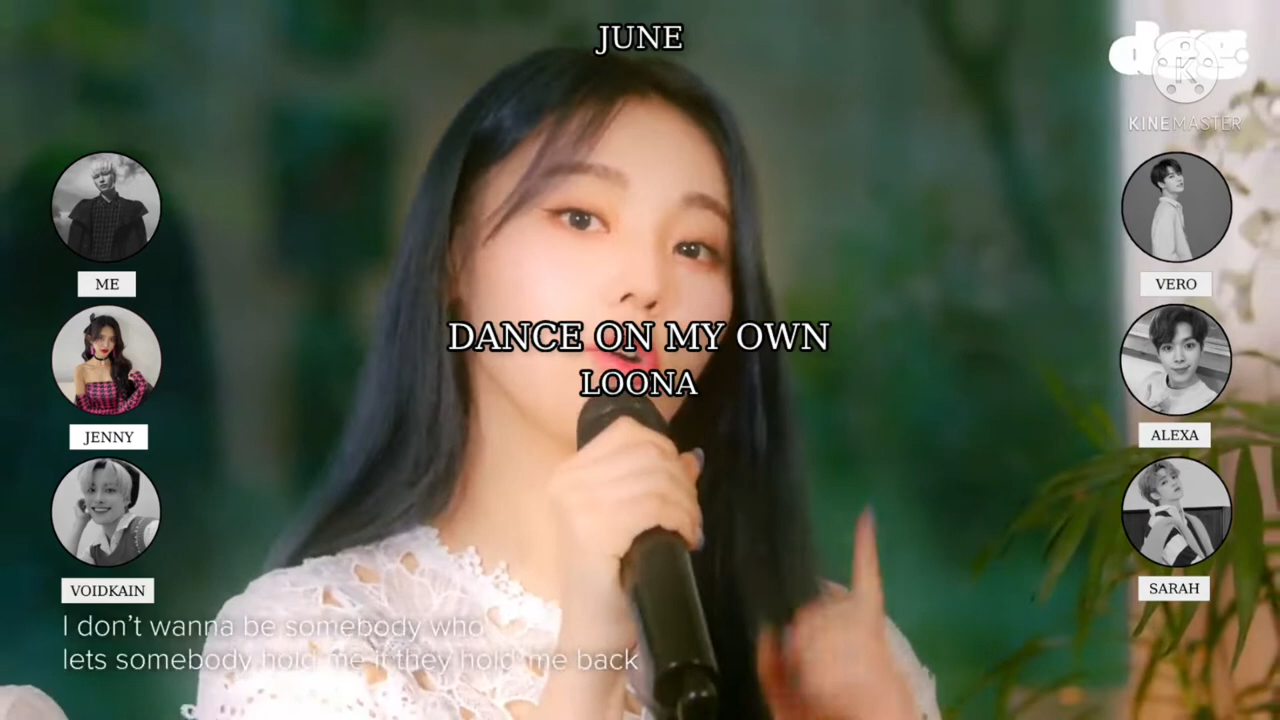 JUNE
dgg.
K
KINEMASTER
ME
VERO
DANCE ON MY OWN
LOONA
JENNY
ALEXA
VOIDKAIN
SARAH
I don't wanna be somebody who
lets somebody hold me if they hold me back